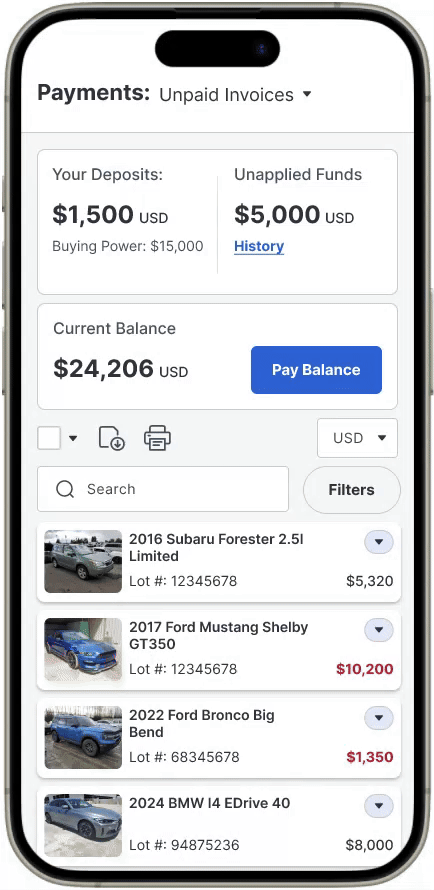 Payments: Unpaid Invoices
Your Deposits:
$1,500 USD
Buying Power: $15,000
Unapplied Funds
$5,000 USD
History
Current Balance
$24,206 USD
Pay Balance
USD
Search
Filters
2016 Subaru Forester 2.5l
Limited
Lot #: 12345678
$5,320
2017 Ford Mustang Shelby
GT350
Lot #: 12345678
$10,200
2022 Ford Bronco Big
Bend
Lot #: 68345678
$1,350
2024 BMW I4 EDrive 40
Lot #: 94875236
$8,000